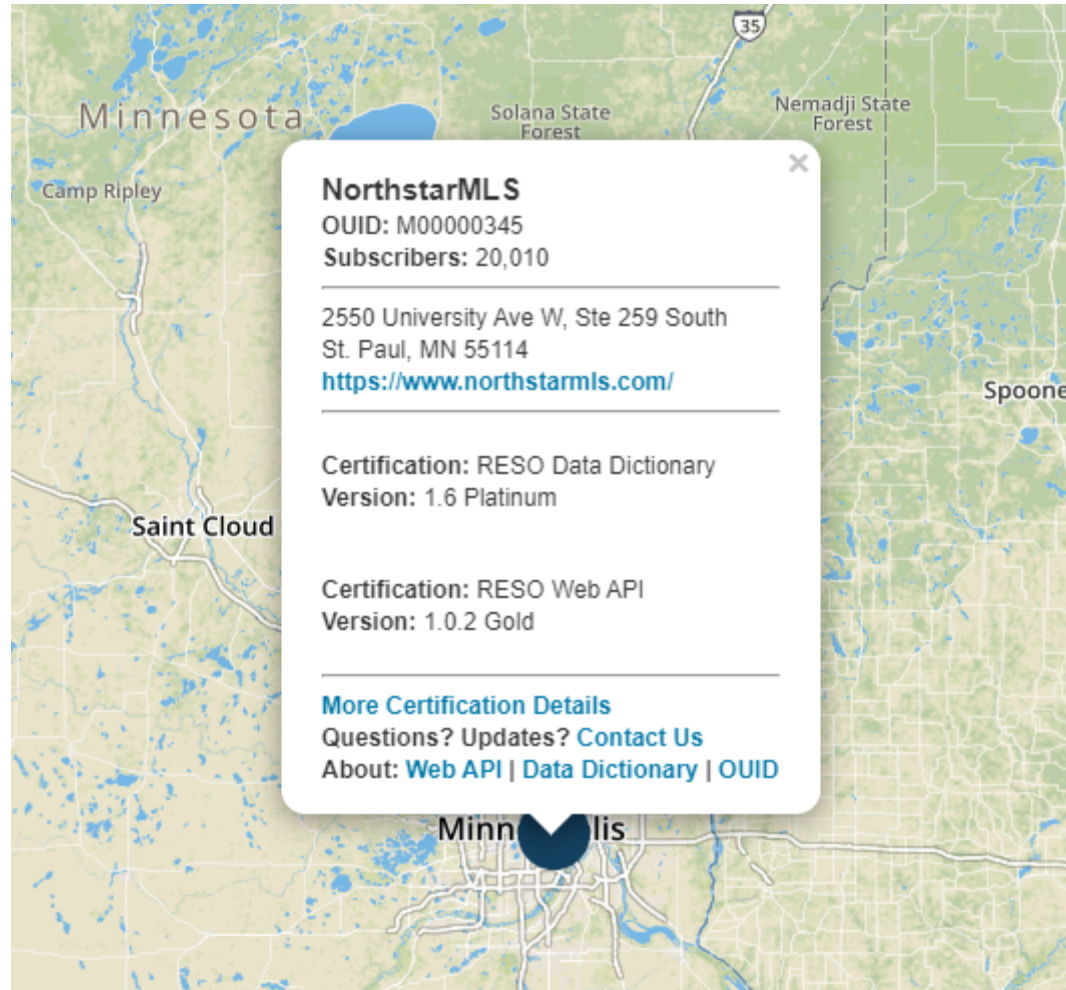 35
Minnesota
Solana State
Forest
Nemadji State
Forest
Camp Ripley
×
NorthstarMLS
OUID: M00000345
Subscribers: 20,010
2550 University Ave W, Ste 259 South
St. Paul, MN 55114
https://www.northstarmls.com/
Spoone
Certification: RESO Data Dictionary
Version: 1.6 Platinum
Saint Cloud
Certification: RESO Web API
Version: 1.0.2 Gold
More Certification Details
Questions? Updates? Contact Us
About: Web API | Data Dictionary | OUID
Minn lis